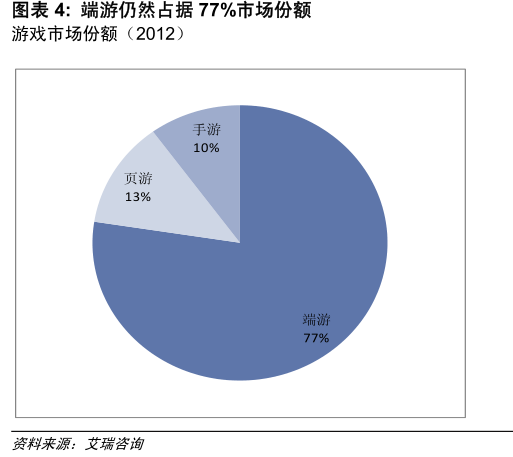 图表 4: 端游仍然占据 77%市场份额
游戏市场份额（2012）
手游
10%
页游
13%
端游
77%
资料来源：艾瑞咨询